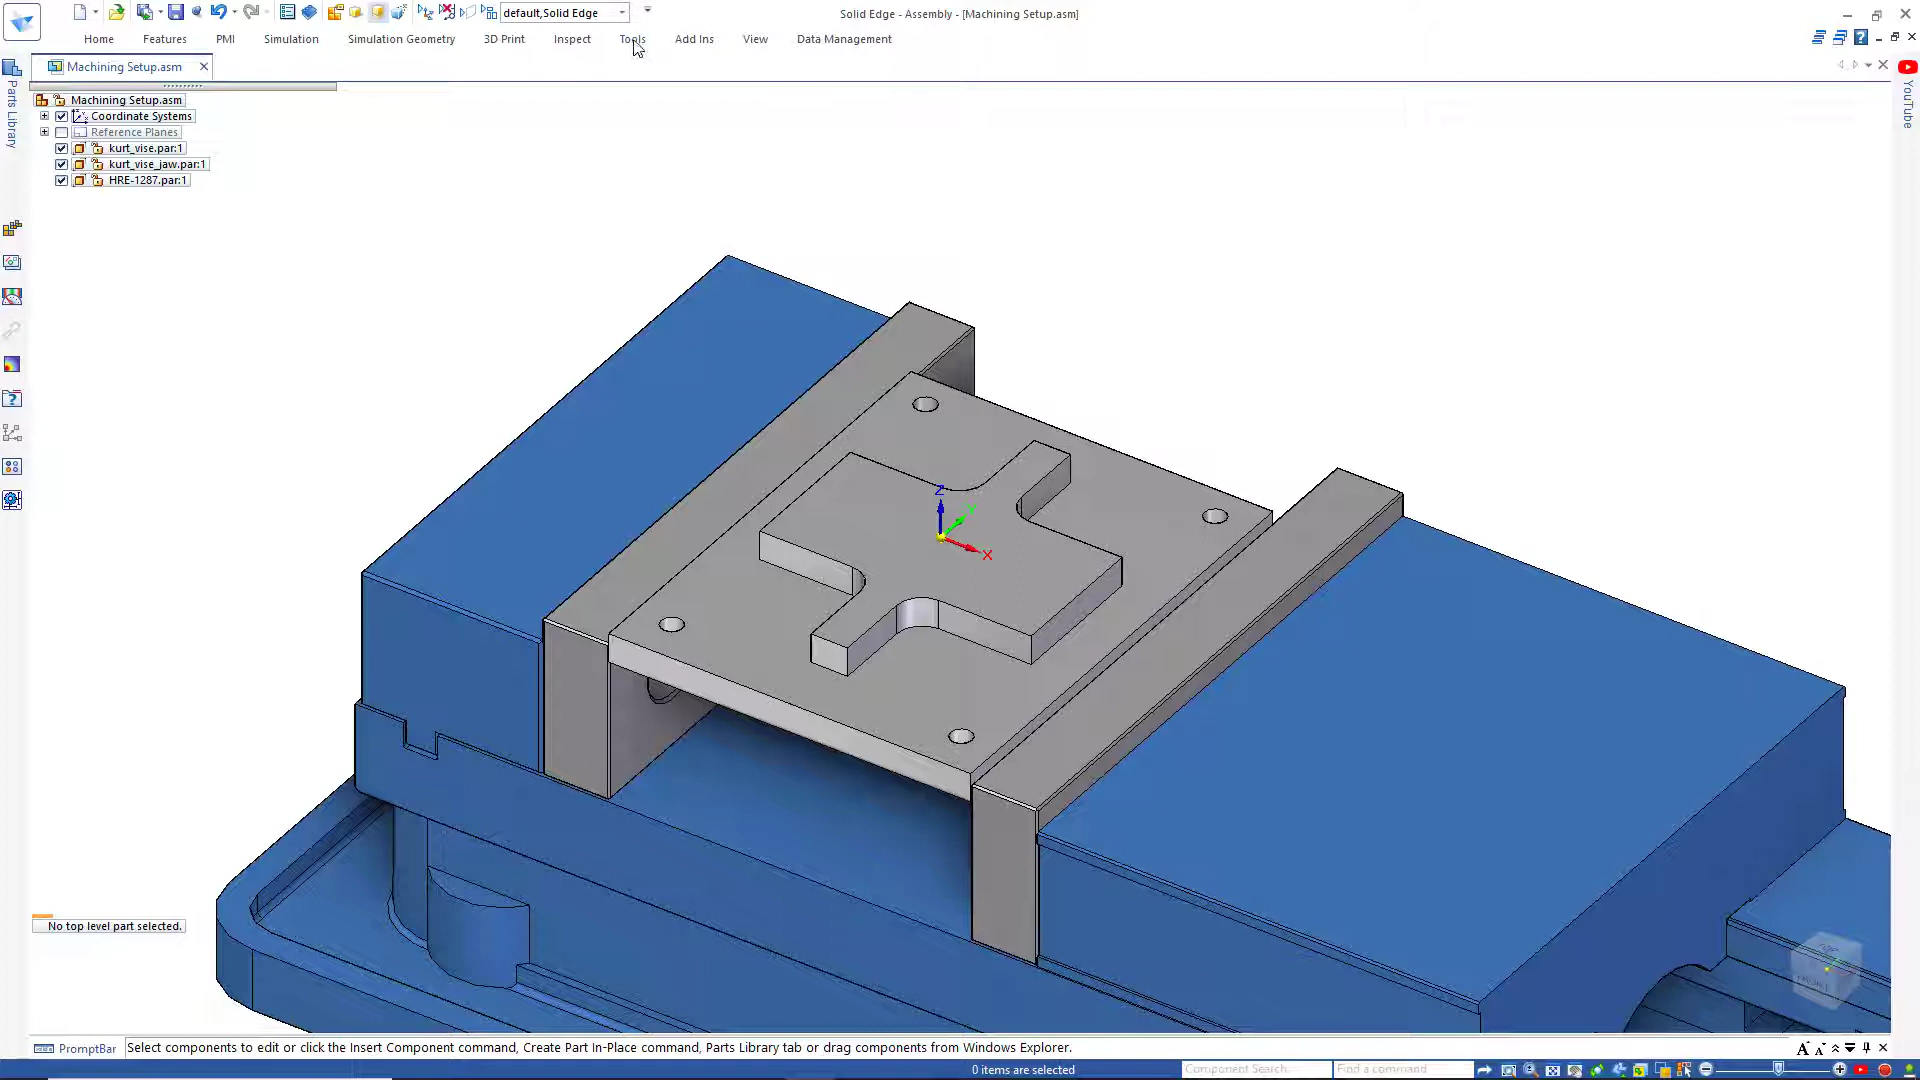 default,Solid Edge
Solid Edge - Assembly - [Machining Setup.asm]
Home
Features
PMI
Simulation
Simulation Geometry
3D Print
Inspect
Tools
Add Ins
View
Data Management
Machining Setup.asm
Parts Library
YouTube
Machining Setup.asm
Coordinate Systems
Reference Planes
kurt_vise.par:1
kurt_vise_jaw.par:1
HRE-1287.par:1
Z
Y
X
No top level part selected.
TOP
FRONT
PromptBar
Select components to edit or click the Insert Component command, Create Part In-Place command, Parts Library tab or drag components from Windows Explorer.
0 items are selected
Component Search
Find a command